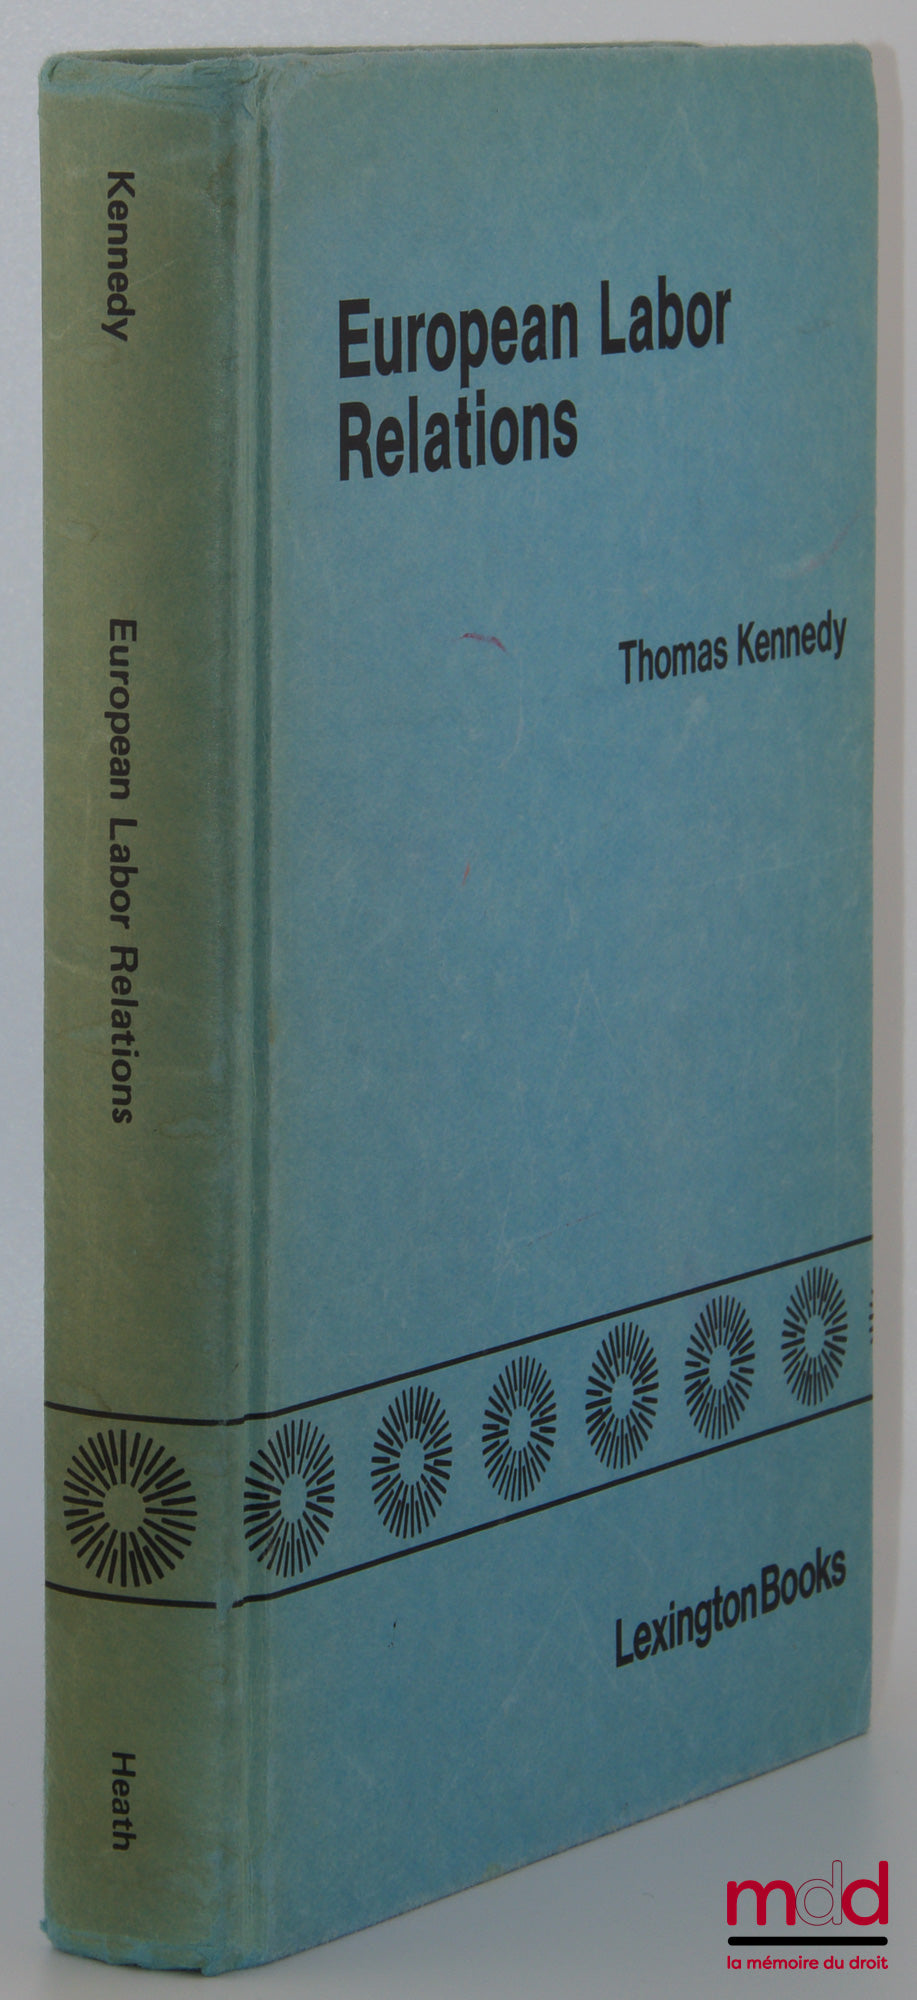 Kennedy
European Labor Relations
Heath
European Labor
Relations
Thomas Kennedy
LexingtonBooks
mdd
la mémoire du droit